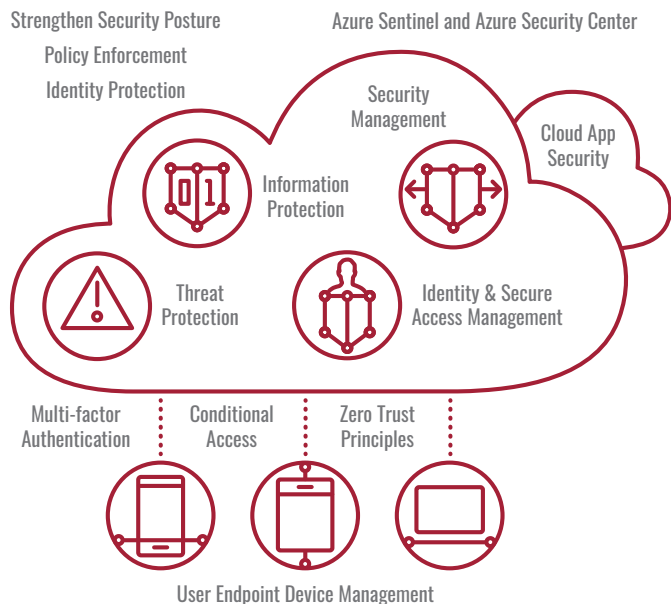 Strengthen Security Posture
Policy Enforcement
Identity Protection
Azure Sentinel and Azure Security Center
Security
Management
Cloud App
Security
01
Information
Protection
Threat
Protection
Identity & Secure
Access Management
Multi-factor
Authentication
Conditional
Access
Zero Trust
Principles
User Endpoint Device Management